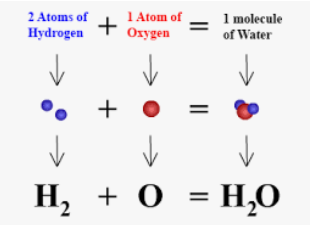 2 Atoms of Hydrogen + 1 Atom of Oxygen = 1 molecule of Water
+ =
H₂ + O = H₂O